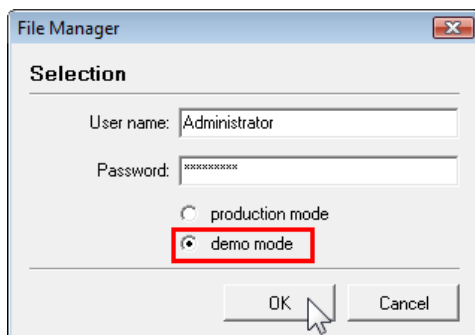 File Manager
Selection
User name: Administrator
Password: *********
production mode
demo mode
OK Cancel